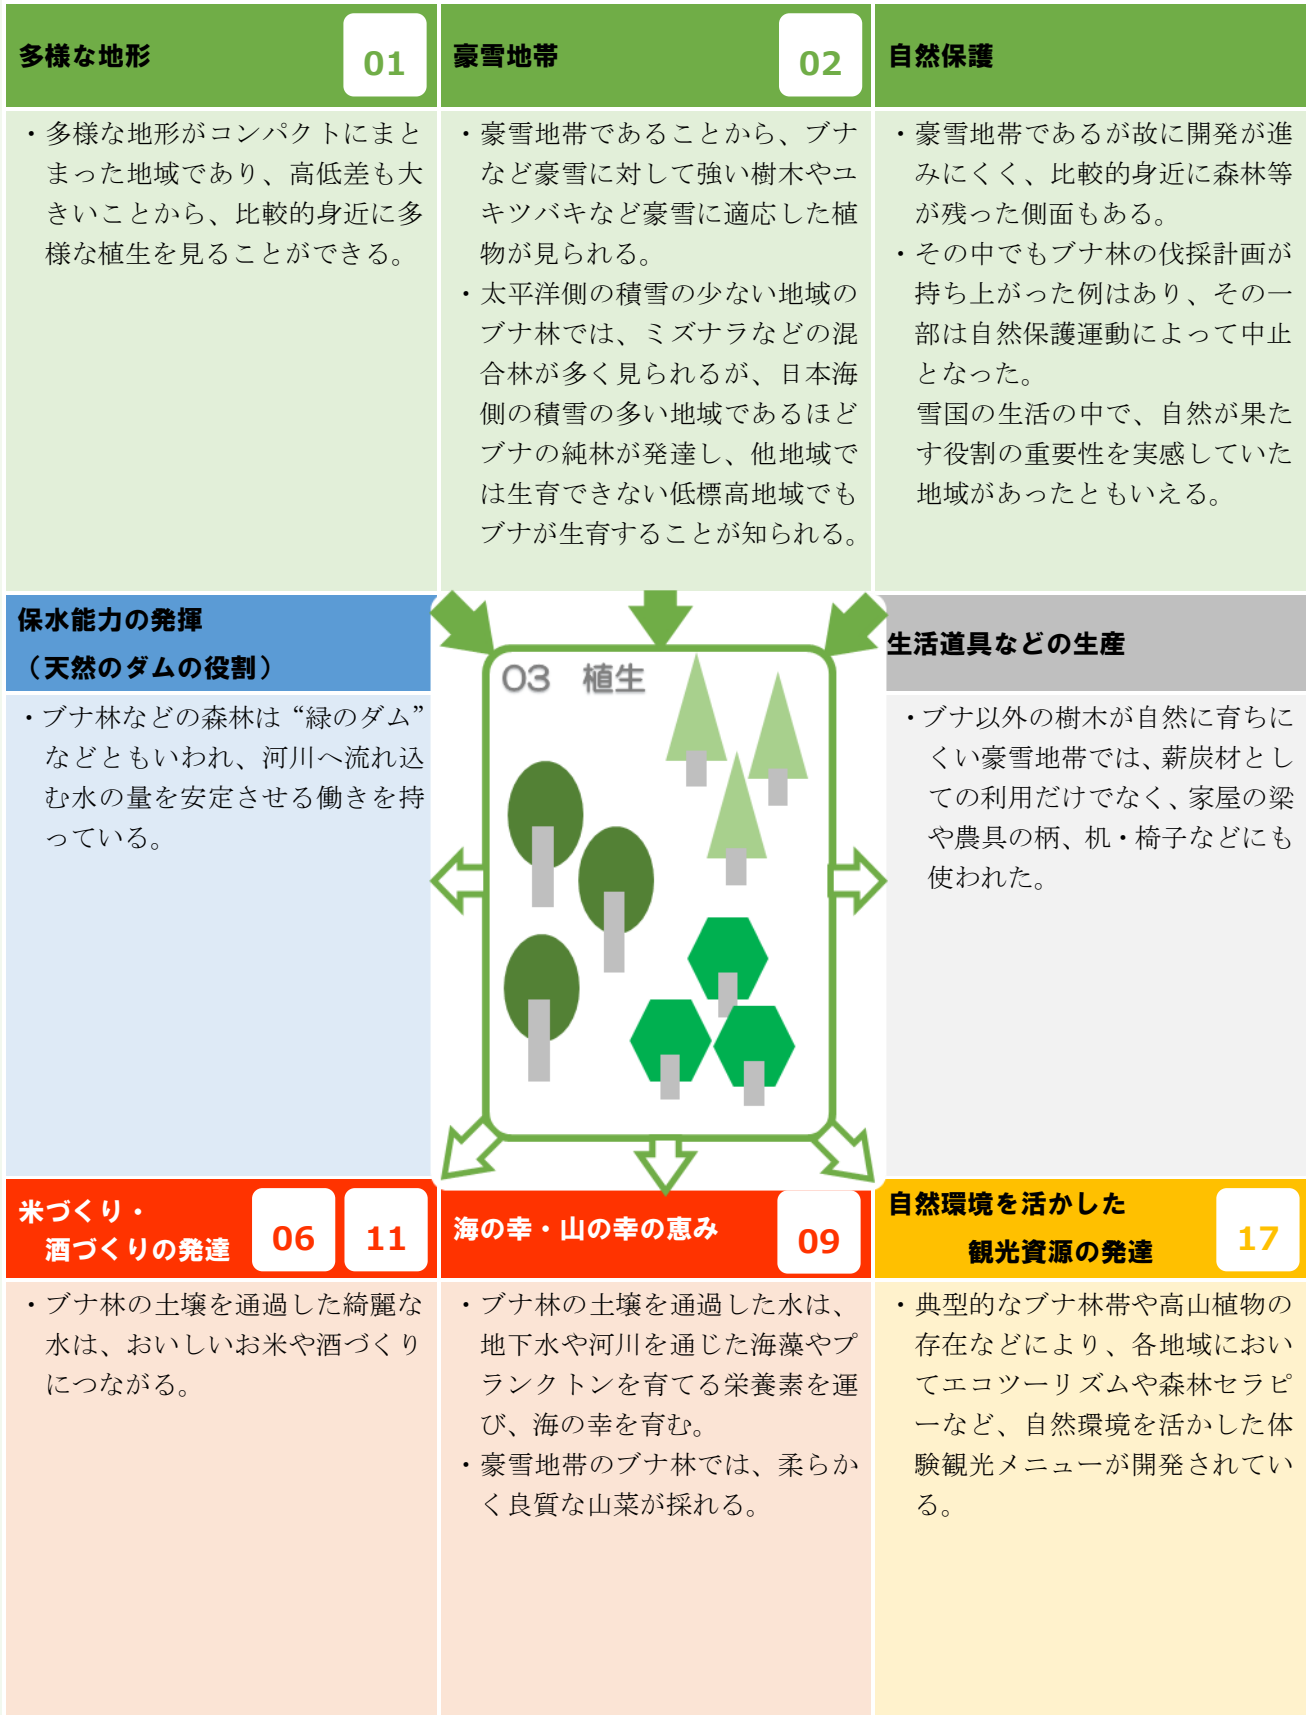 多様な地形
01
豪雪地帯
02
自然保護
・多様な地形がコンパクトにまと
まった地域であり、高低差も大
きいことから、比較的身近に多
様な植生を見ることができる。
・豪雪地帯であることから、ブナ
など豪雪に対して強い樹木やユ
キツバキなど豪雪に適応した植
物が見られる。
・太平洋側の積雪の少ない地域の
ブナ林では、ミズナラなどの混
合林が多く見られるが、日本海
側の積雪の多い地域であるほど
ブナの純林が発達し、他地域で
は生育できない低標高地域でも
ブナが生育することが知られる。
・豪雪地帯であるが故に開発が進
みにくく、比較的身近に森林等
が残った側面もある。
・その中でもブナ林の伐採計画が
持ち上がった例はあり、その一
部は自然保護運動によって中止
となった。
雪国の生活の中で、自然が果た
す役割の重要性を実感していた
地域があったともいえる。
保水能力の発揮
（天然のダムの役割）
・ブナ林などの森林は“緑のダム”
などともいわれ、河川へ流れ込
む水の量を安定させる働きを持
っている。
03 植生
生活道具などの生産
・ブナ以外の樹木が自然に育ちに
くい豪雪地帯では、薪炭材とし
ての利用だけでなく、家屋の梁
や農具の柄、机・椅子などにも
使われた。
米づくり・
酒づくりの発達
06
11
海の幸・山の幸の恵み
09
自然環境を活かした
観光資源の発達
17
・ブナ林の土壌を通過した綺麗な
水は、おいしいお米や酒づくり
につながる。
・ブナ林の土壌を通過した水は、
地下水や河川を通じた海藻やプ
ランクトンを育てる栄養素を運
び、海の幸を育む。
・豪雪地帯のブナ林では、柔らか
く良質な山菜が採れる。
・典型的なブナ林帯や高山植物の
存在などにより、各地域におい
てエコツーリズムや森林セラピ
ーなど、自然環境を活かした体
験観光メニューが開発されてい
る。